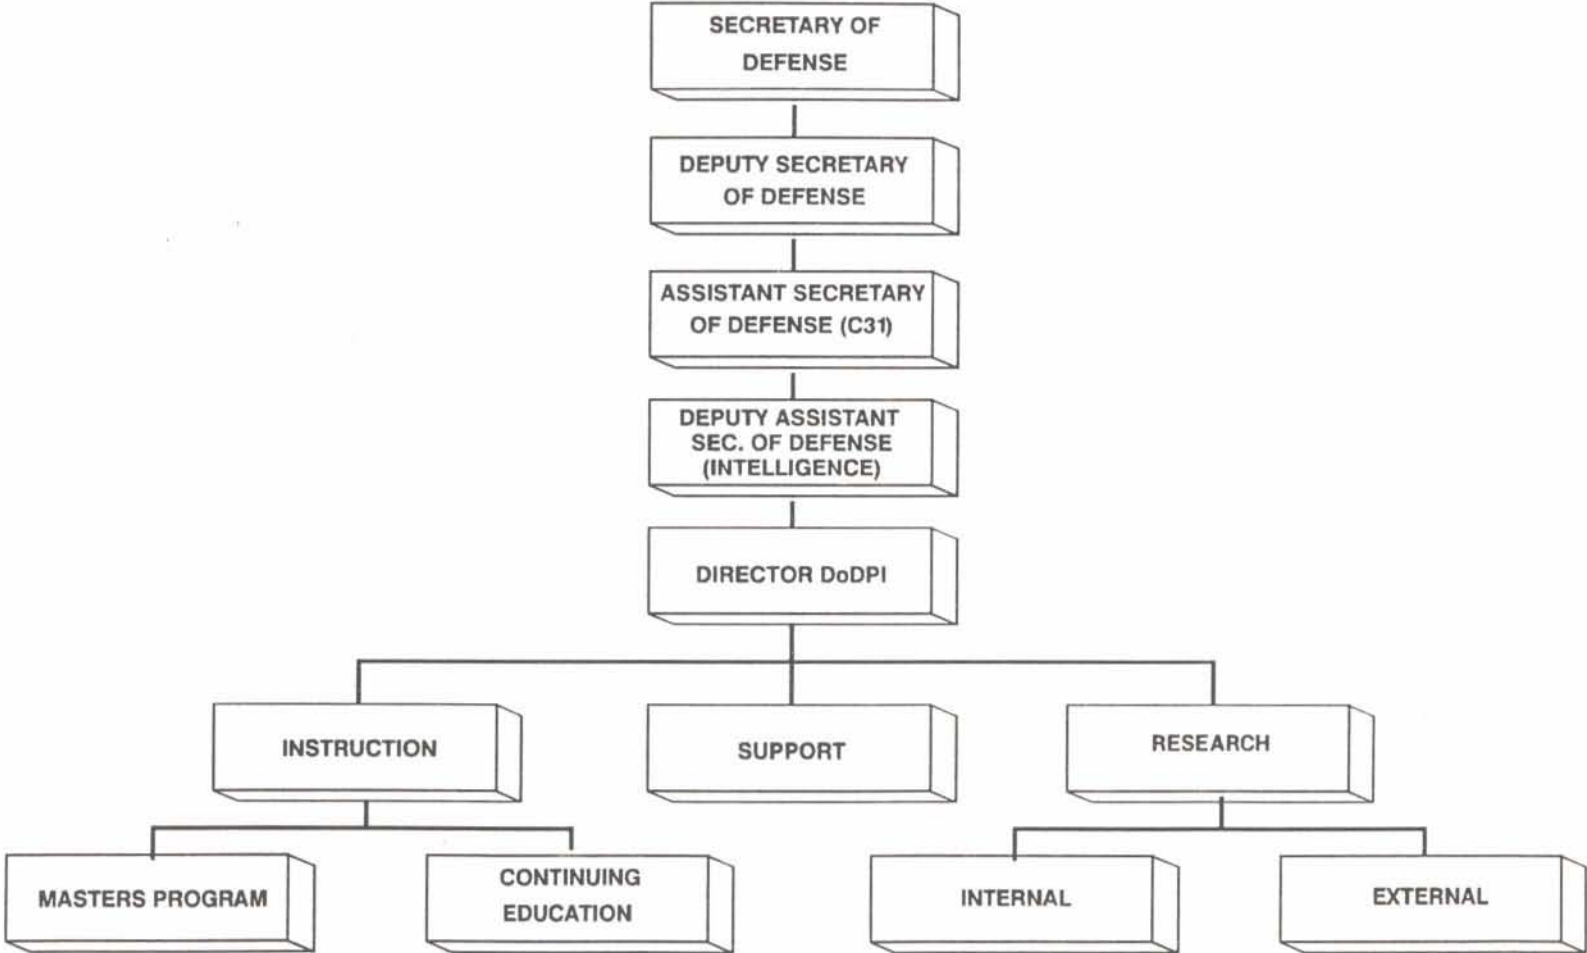 SECRETARY OF
DEFENSE
DEPUTY SECRETARY
OF DEFENSE
ASSISTANT SECRETARY
OF DEFENSE (C31)
DEPUTY ASSISTANT
SEC. OF DEFENSE
(INTELLIGENCE)
DIRECTOR DoDPI
INSTRUCTION
SUPPORT
RESEARCH
MASTERS PROGRAM
CONTINUING
EDUCATION
INTERNAL
EXTERNAL